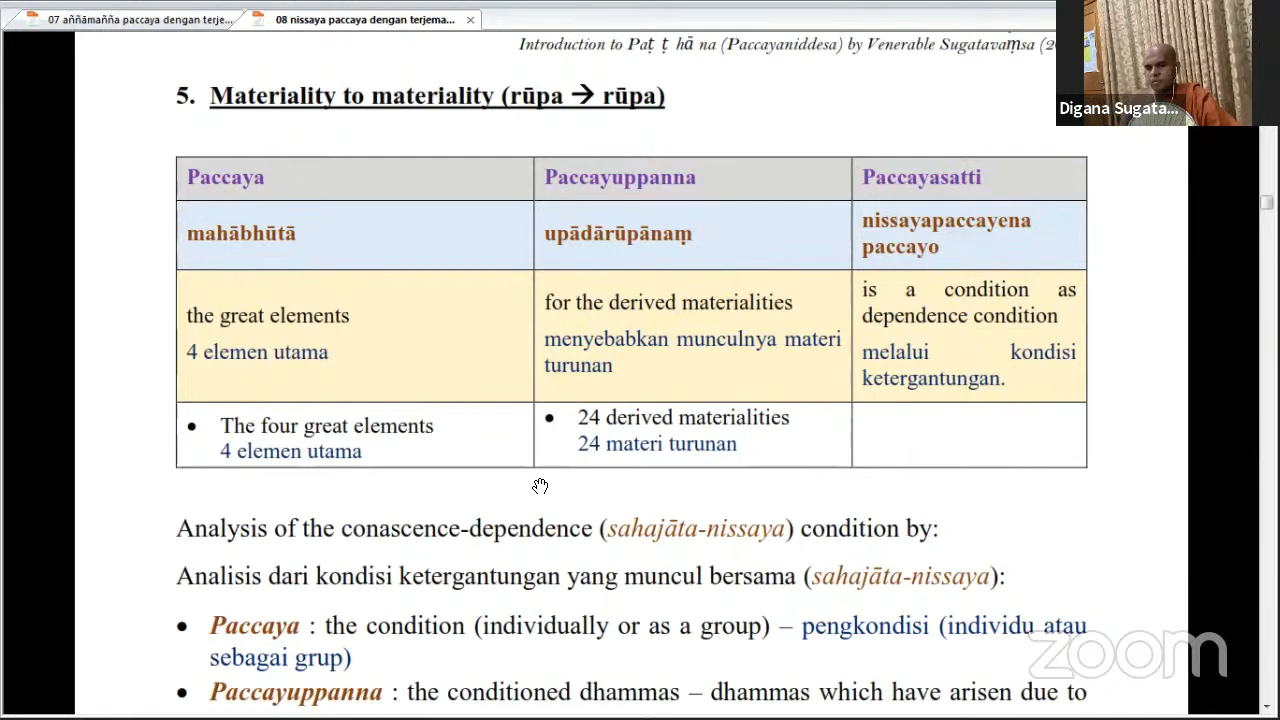 07 aññāmañña paccaya dengan terje...
08 nissaya paccaya dengan terjema...
Introduction to Paṭ ṭ hā na (Paccayaniddesa) by Venerable Sugatavaṃsa (20
Digana Sugata...
5. Materiality to materiality (rūpa → rūpa)
Paccaya
Paccayuppanna
Paccayasatti
mahābhūtā
upādārūpānaṃ
nissayapaccayena
paccayo
the great elements
4 elemen utama
for the derived materialities
menyebabkan munculnya materi
turunan
is a condition as
dependence condition
melalui kondisi
ketergantungan.
• The four great elements
4 elemen utama
• 24 derived materialities
24 materi turunan
Analysis of the conascence-dependence (sahajāta-nissaya) condition by:
Analisis dari kondisi ketergantungan yang muncul bersama (sahajāta-nissaya):
• Paccaya : the condition (individually or as a group) – pengkondisi (individu atau
sebagai grup)
• Paccayuppanna : the conditioned dhammas – dhammas which have arisen due to
zoom